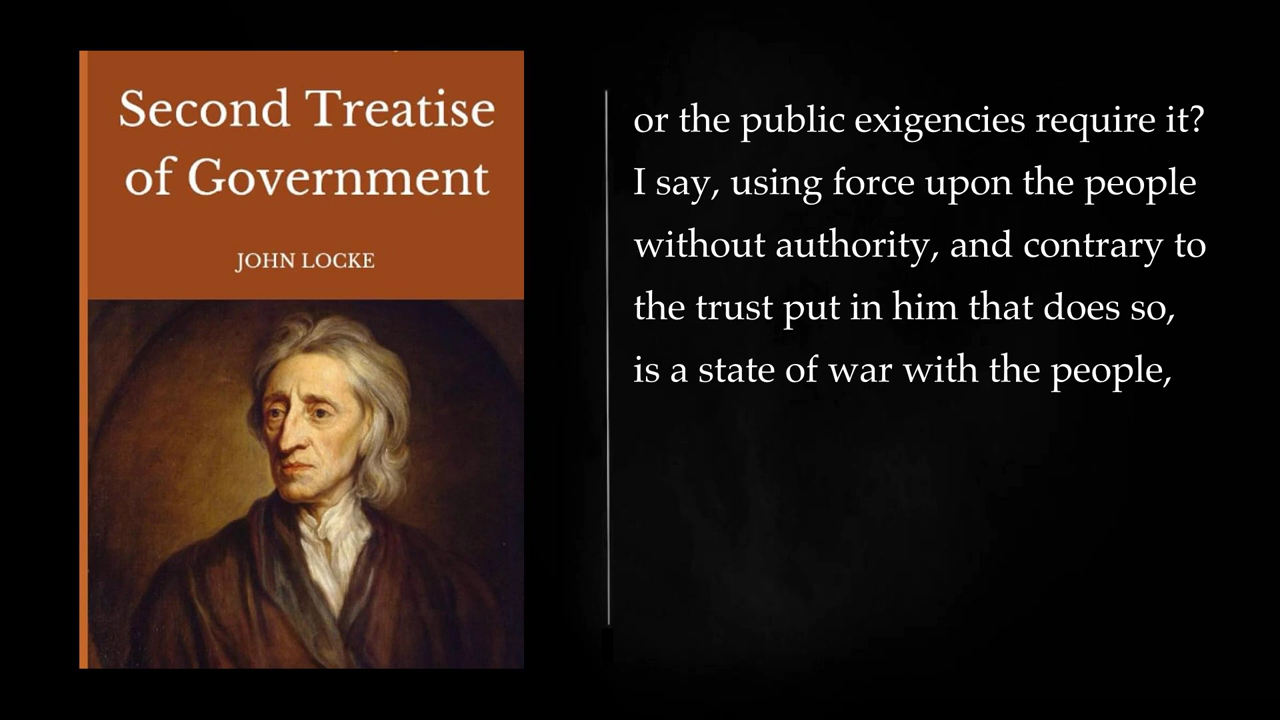 Second Treatise
of Government
JOHN LOCKE
or the public exigencies require it?
I say, using force upon the people
without authority, and contrary to
the trust put in him that does so,
is a state of war with the people,